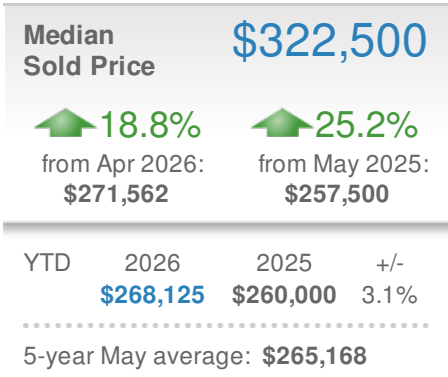 Median $322,500
Sold Price
18.8% 25.2%
from Apr 2026: from May 2025:
$271,562 $257,500
YTD 2026 2025 +/-
$268,125 $260,000 3.1%
5-year May average: $265,168